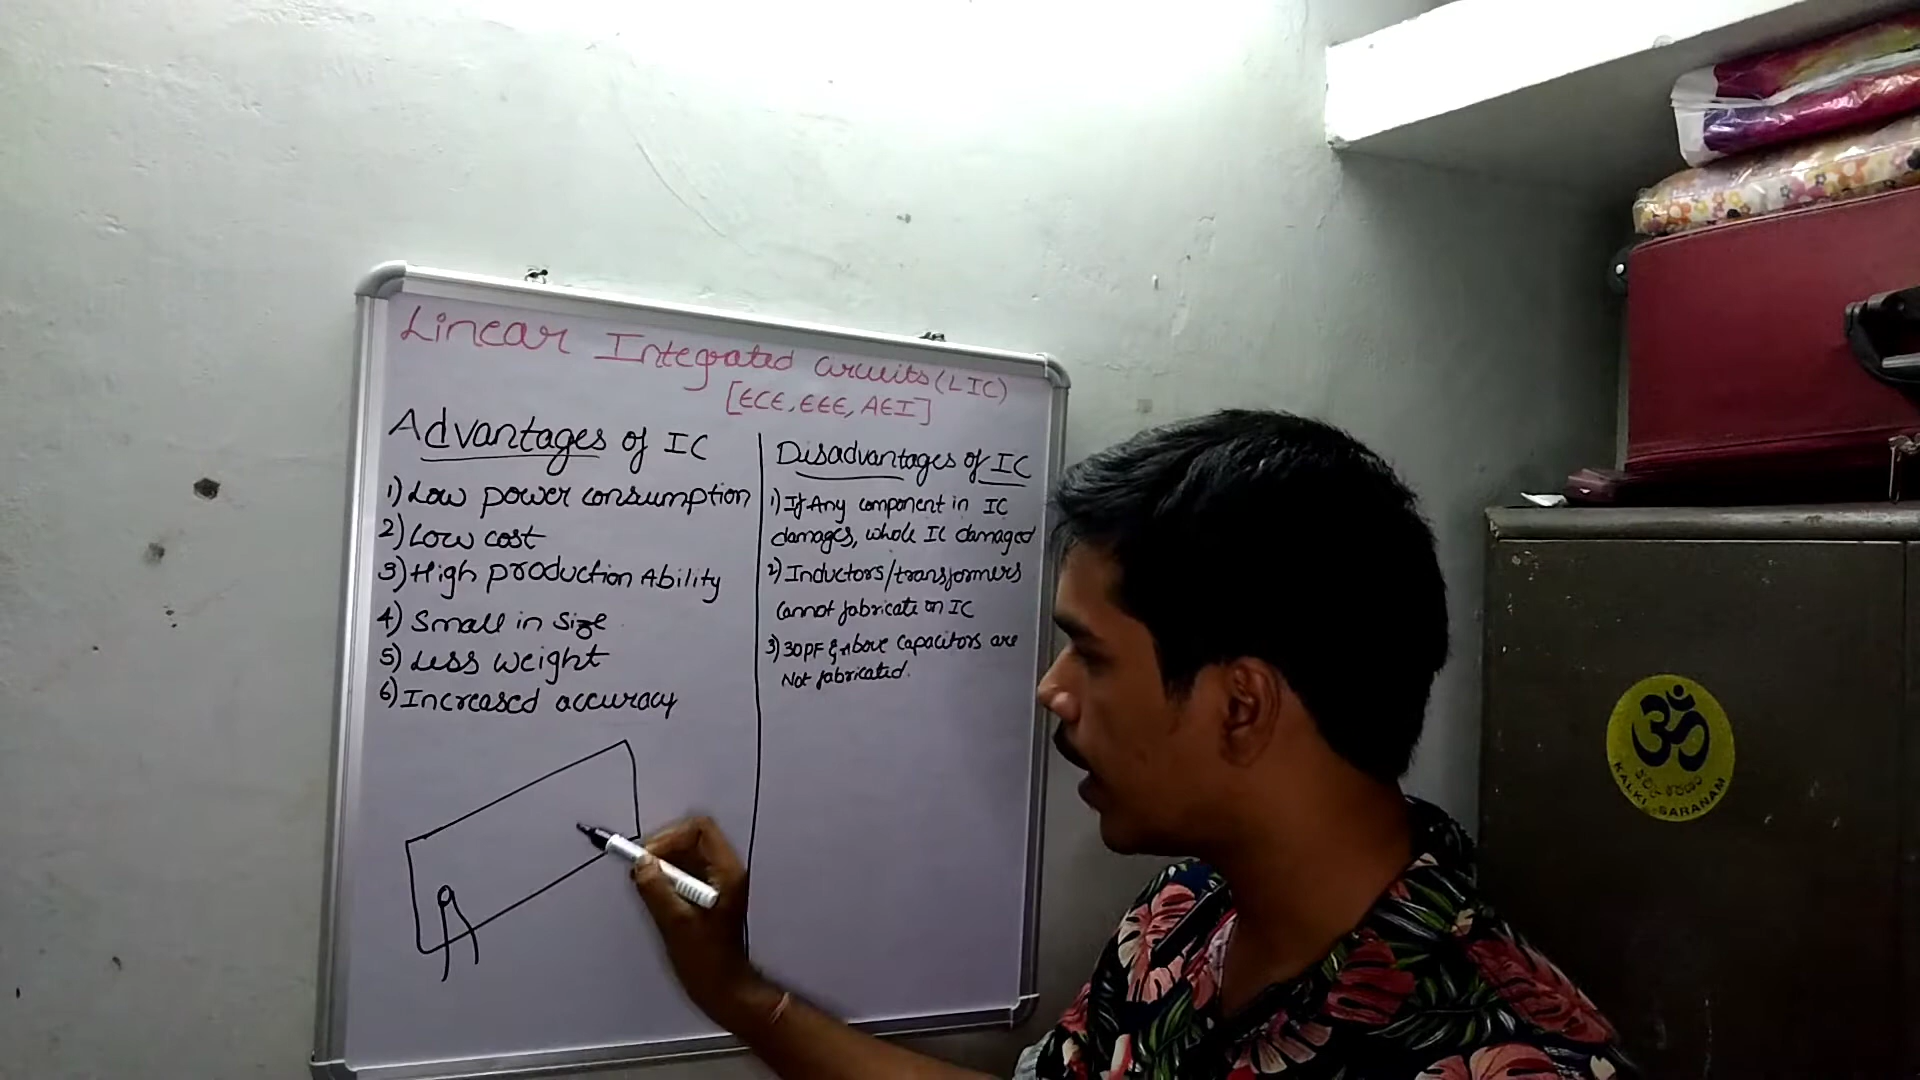 Linear Integrated Circuits (LIC)
[ECE, EEE, AEI]
Advantages of IC
1) Low power consumption
2) Low cost
3) High production Ability
4) Small in Size
5) Less weight
6) Increased accuracy
Disadvantages of IC
1) If Any component in IC
damages, whole IC damaged
2) Inductors/transformers
Cannot fabricate on IC
3) 30PF & Above Capacitors are
Not fabricated.
ॐ
KALKI SARANAM